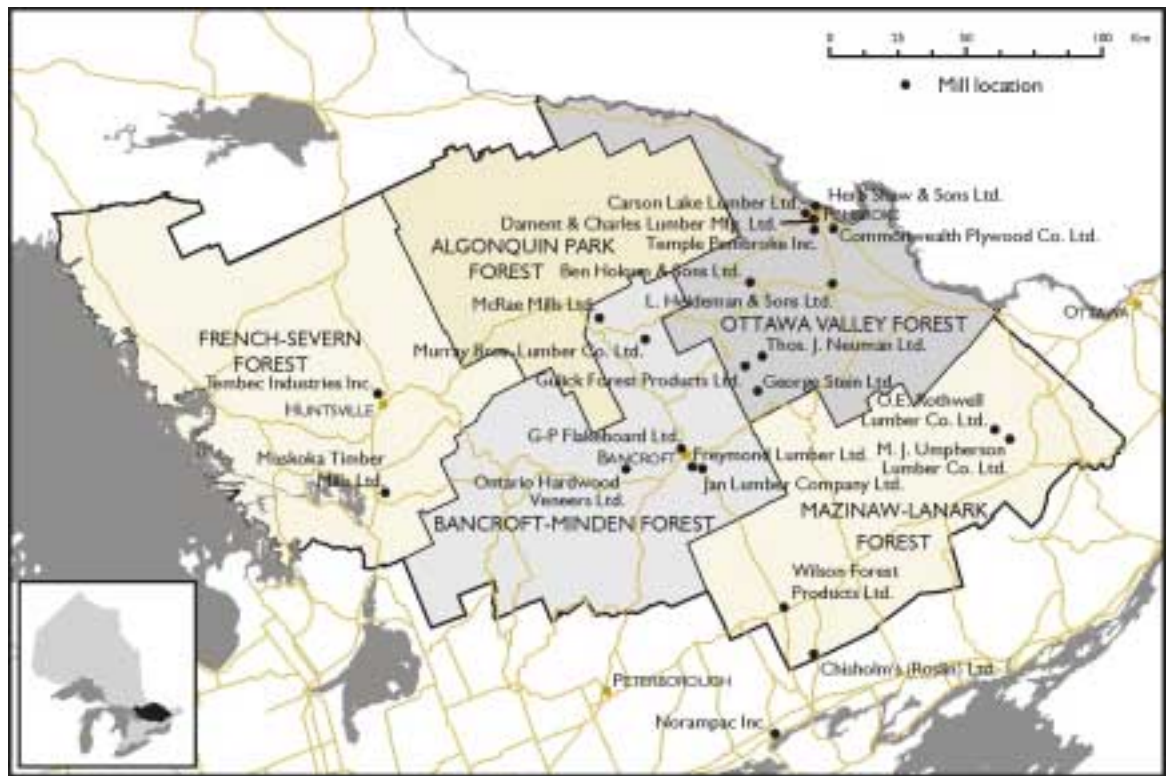 0 25 50 100 Km
Mill location
Carson Lake Lumber Ltd.
Herb Shaw & Sons Ltd.
PEMBROKE
Dament & Charles Lumber Mfg. Ltd.
Temple Pembroke Inc.
Commonwealth Plywood Co. Ltd.
ALGONQUIN PARK
FOREST
Ben Hokum & Sons Ltd.
McRae Mills Ltd.
L. Heideman & Sons Ltd.
OTTAWA
OTTAWA VALLEY FOREST
FRENCH-SEVERN
FOREST
Murray Bros. Lumber Co. Ltd.
Thos. J. Neuman Ltd.
Tembec Industries Inc.
Gulick Forest Products Ltd.
George Stein Ltd.
HUNTSVILLE
O.E. Rothwell
Lumber Co. Ltd.
G-P Flakeboard Ltd.
BANCROFT
Freymond Lumber Ltd.
M. J. Umpherson
Lumber Co. Ltd.
Muskoka Timber
Mills Ltd.
Ontario Hardwood
Veneers Ltd.
Jan Lumber Company Ltd.
BANCROFT-MINDEN FOREST
MAZINAW-LANARK
FOREST
Wilson Forest
Products Ltd.
Chisholm's (Roslin) Ltd.
PETERBOROUGH
Norampac Inc.